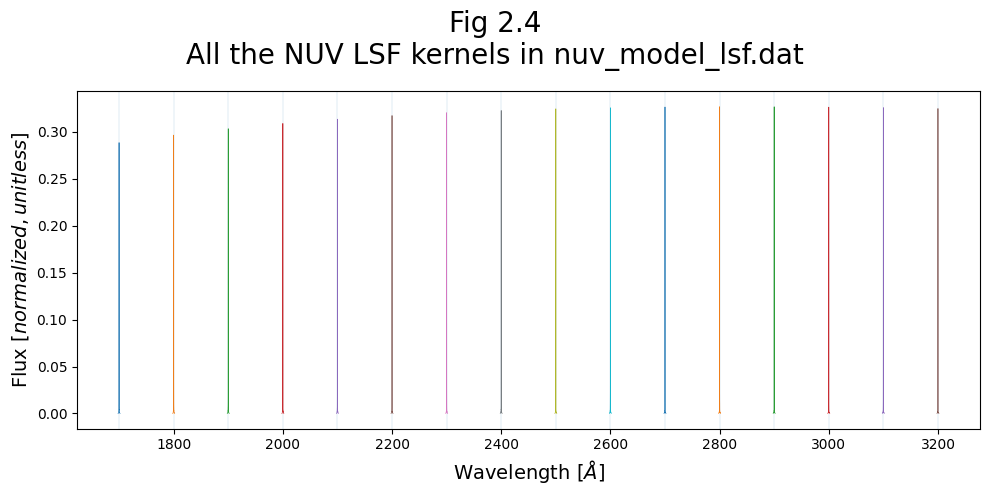 Fig 2.4
All the NUV LSF kernels in nuv_model_lsf.dat
Flux [normalized, unitless]
0.30
0.25
0.20
0.15
0.10
0.05
0.00
1800 2000 2200 2400 2600 2800 3000 3200
Wavelength [Å]